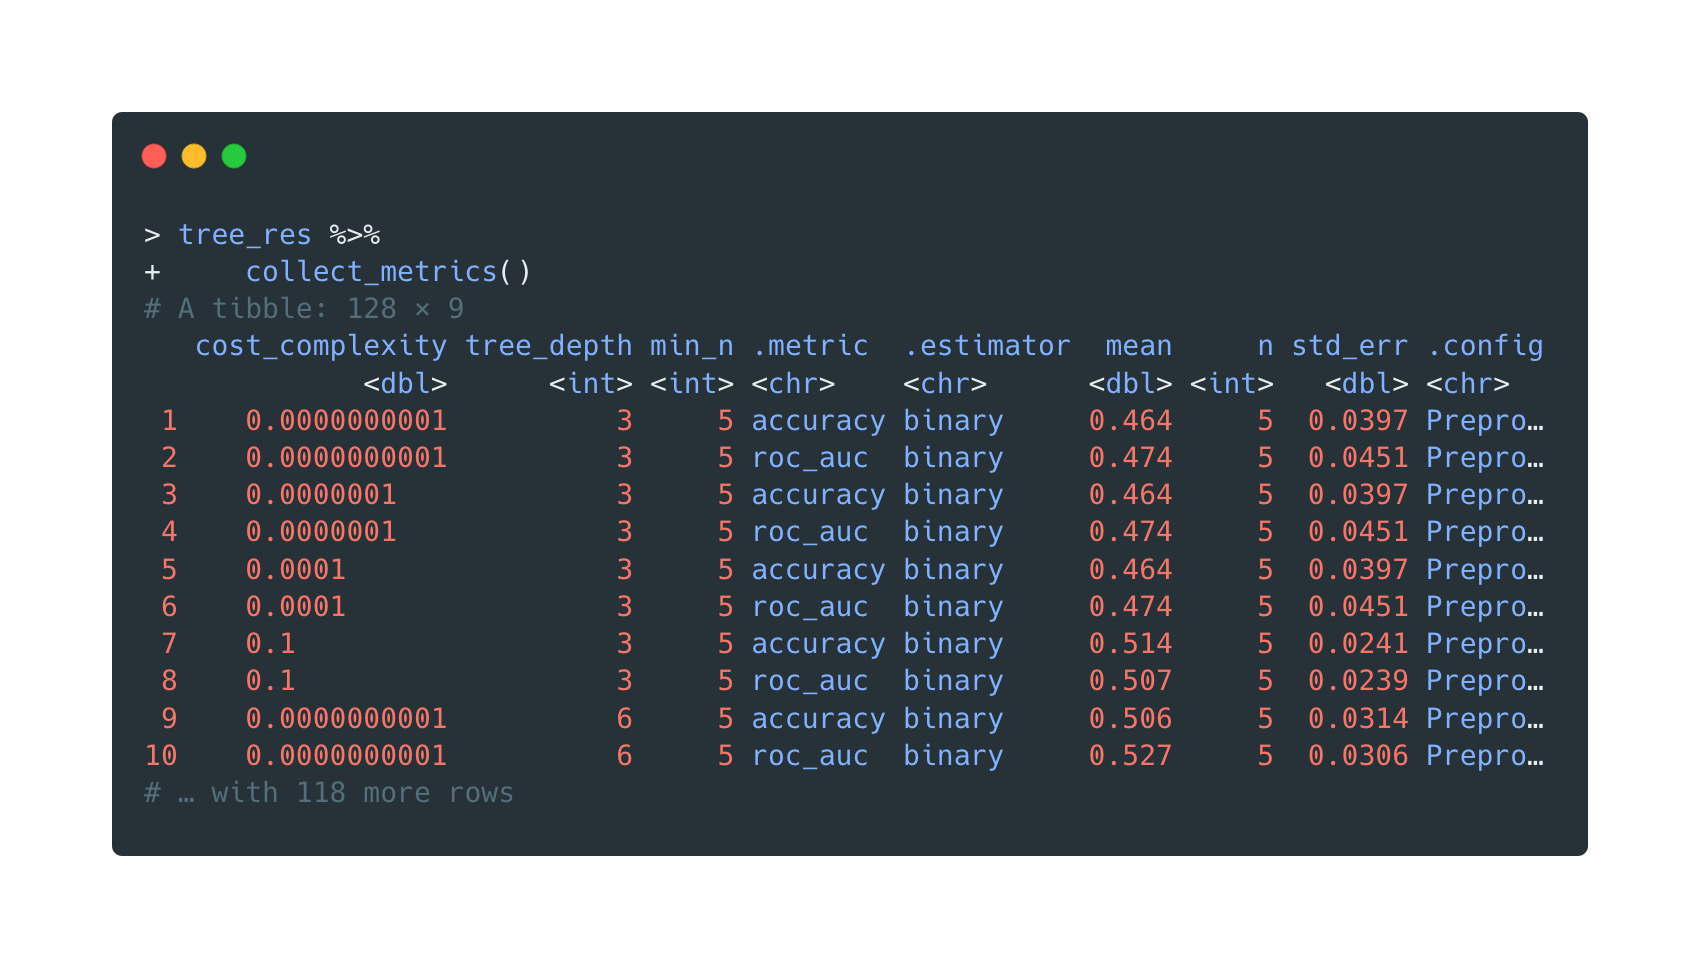 > tree_res %>%
+     collect_metrics()
# A tibble: 128 × 9
   cost_complexity tree_depth min_n .metric  .estimator  mean     n std_err .config
             <dbl>      <int> <int> <chr>    <chr>      <dbl> <int>   <dbl> <chr>
 1    0.0000000001          3     5 accuracy binary     0.464     5  0.0397 Prepro…
 2    0.0000000001          3     5 roc_auc  binary     0.474     5  0.0451 Prepro…
 3    0.0000001             3     5 accuracy binary     0.464     5  0.0397 Prepro…
 4    0.0000001             3     5 roc_auc  binary     0.474     5  0.0451 Prepro…
 5    0.0001                3     5 accuracy binary     0.464     5  0.0397 Prepro…
 6    0.0001                3     5 roc_auc  binary     0.474     5  0.0451 Prepro…
 7    0.1                   3     5 accuracy binary     0.514     5  0.0241 Prepro…
 8    0.1                   3     5 roc_auc  binary     0.507     5  0.0239 Prepro…
 9    0.0000000001          6     5 accuracy binary     0.506     5  0.0314 Prepro…
10    0.0000000001          6     5 roc_auc  binary     0.527     5  0.0306 Prepro…
# … with 118 more rows